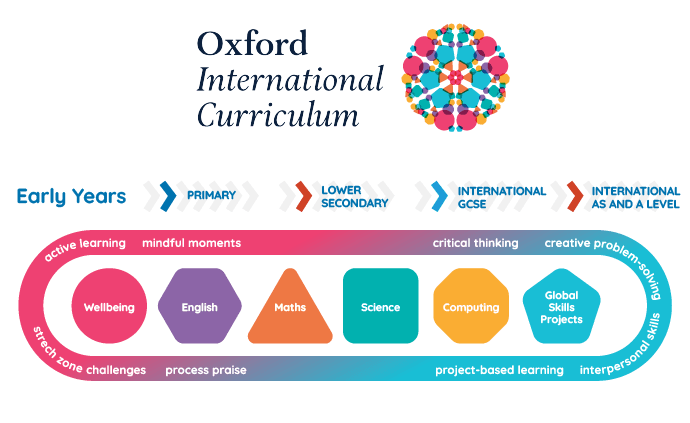 Oxford
International
Curriculum
Early Years
PRIMARY
LOWER
SECONDARY
INTERNATIONAL
GCSE
INTERNATIONAL
AS AND A LEVEL
active learning
mindful moments
critical thinking
creative problem-solving
Wellbeing
English
Maths
Science
Computing
Global
Skills
Projects
strech zone challenges
process praise
project-based learning
interpersonal skills